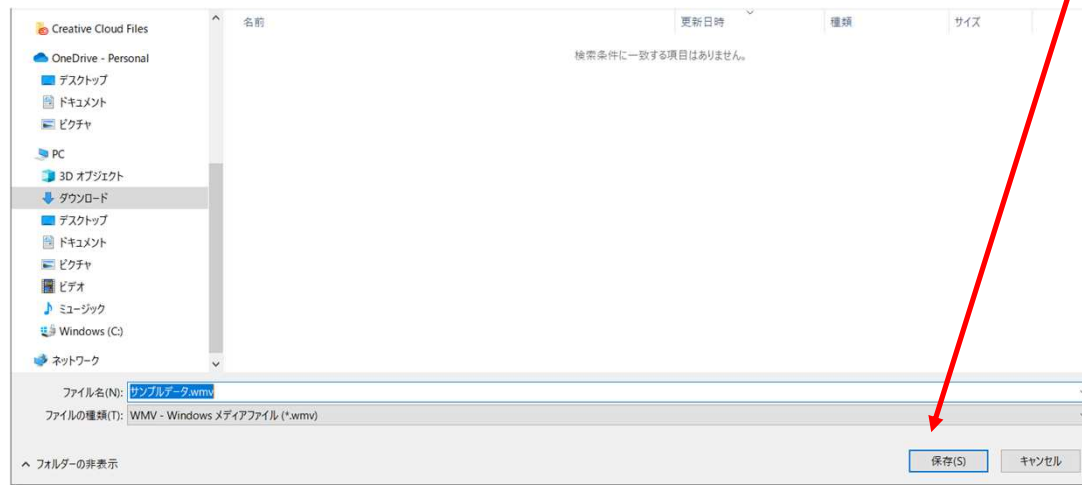 Creative Cloud Files
名前 更新日時 種類 サイズ
検索条件に一致する項目はありません。
OneDrive - Personal
デスクトップ
ドキュメント
ピクチャ
PC
3D オブジェクト
ダウンロード
デスクトップ
ドキュメント
ピクチャ
ビデオ
ミュージック
Windows (C:)
ネットワーク
ファイル名(N): サンプルデータ.wmv
ファイルの種類(T): WMV - Windows メディアファイル (*.wmv)
フォルダーの非表示 保存(S) キャンセル